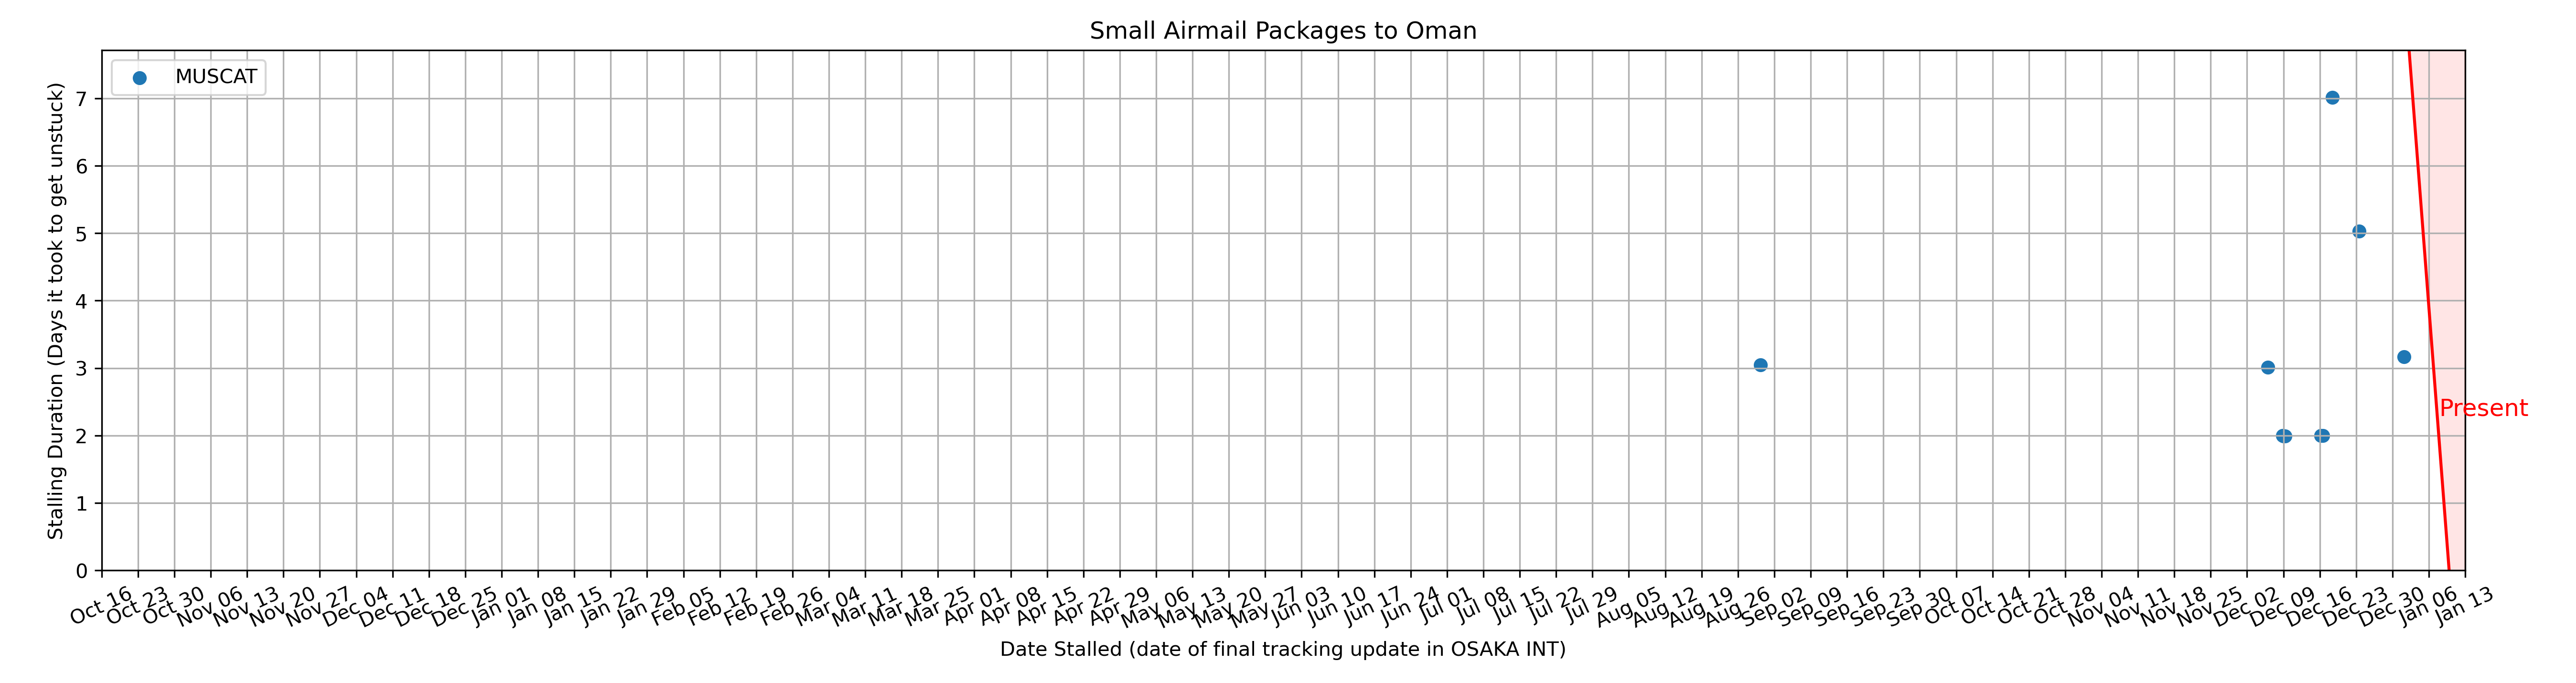 Small Airmail Packages to Oman
MUSCAT
Stalling Duration (Days it took to get unstuck)
7
6
5
4
3
2
1
0
Present
Oct 16 Oct 23 Oct 30 Nov 06 Nov 13 Nov 20 Nov 27 Dec 04 Dec 11 Dec 18 Dec 25 Jan 01 Jan 08 Jan 15 Jan 22 Jan 29 Feb 05 Feb 12 Feb 19 Feb 26 Mar 04 Mar 11 Mar 18 Mar 25 Apr 01 Apr 08 Apr 15 Apr 22 Apr 29 May 06 May 13 May 20 May 27 Jun 03 Jun 10 Jun 17 Jun 24 Jul 01 Jul 08 Jul 15 Jul 22 Jul 29 Aug 05 Aug 12 Aug 19 Aug 26 Sep 02 Sep 09 Sep 16 Sep 23 Sep 30 Oct 07 Oct 14 Oct 21 Oct 28 Nov 04 Nov 11 Nov 18 Nov 25 Dec 02 Dec 09 Dec 16 Dec 23 Dec 30 Jan 06 Jan 13
Date Stalled (date of final tracking update in OSAKA INT)